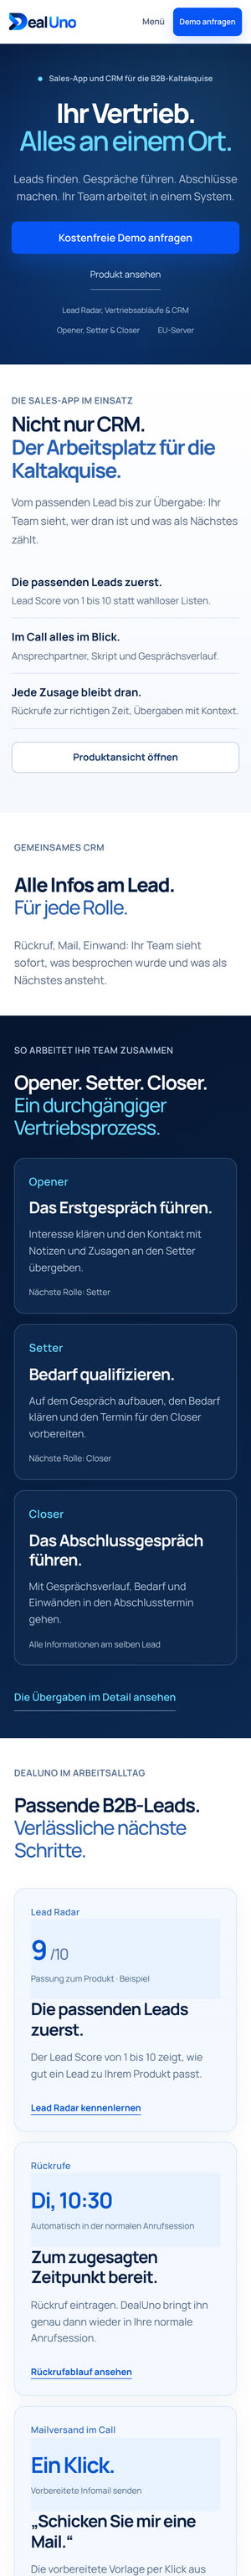 DealUno
Menü
Demo anfragen
Sales-App und CRM für die B2B-Kaltakquise
Ihr Vertrieb.
Alles an einem Ort.
Leads finden. Gespräche führen. Abschlüsse
machen. Ihr Team arbeitet in einem System.
Kostenfreie Demo anfragen
Produkt ansehen
Lead Radar, Vertriebsabläufe & CRM
Opener, Setter & Closer
EU-Server
DIE SALES-APP IM EINSATZ
Nicht nur CRM.
Der Arbeitsplatz für die
Kaltakquise.
Vom passenden Lead bis zur Übergabe: Ihr
Team sieht, wer dran ist und was als Nächstes
zählt.
Die passenden Leads zuerst.
Lead Score von 1 bis 10 statt wahlloser Listen.
Im Call alles im Blick.
Ansprechpartner, Skript und Gesprächsverlauf.
Jede Zusage bleibt dran.
Rückrufe zur richtigen Zeit, Übergaben mit Kontext.
Produktansicht öffnen
GEMEINSAMES CRM
Alle Infos am Lead.
Für jede Rolle.
Rückruf, Mail, Einwand: Ihr Team sieht
sofort, was besprochen wurde und was als
Nächstes ansteht.
SO ARBEITET IHR TEAM ZUSAMMEN
Opener. Setter. Closer.
Ein durchgängiger
Vertriebsprozess.
Opener
Das Erstgespräch führen.
Interesse klären und den Kontakt mit
Notizen und Zusagen an den Setter
übergeben.
Nächste Rolle: Setter
Setter
Bedarf qualifizieren.
Auf dem Gespräch aufbauen, den Bedarf
klären und den Termin für den Closer
vorbereiten.
Nächste Rolle: Closer
Closer
Das Abschlussgespräch
führen.
Mit Gesprächsverlauf, Bedarf und
Einwänden in den Abschlusstermin
gehen.
Alle Informationen am selben Lead
Die Übergaben im Detail ansehen
DEALUNO IM ARBEITSALLTAG
Passende B2B-Leads.
Verlässliche nächste
Schritte.
Lead Radar
9 /10
Passung zum Produkt · Beispiel
Die passenden Leads
zuerst.
Der Lead Score von 1 bis 10 zeigt, wie
gut ein Lead zu Ihrem Produkt passt.
Lead Radar kennenlernen
Rückrufe
Di, 10:30
Automatisch in der normalen Anrufsession
Zum zugesagten
Zeitpunkt bereit.
Rückruf eintragen. DealUno bringt ihn
genau dann wieder in Ihre normale
Anrufsession.
Rückrufablauf ansehen
Mailversand im Call
Ein Klick.
Vorbereitete Infomail senden
„Schicken Sie mir eine
Mail.“
Die vorbereitete Vorlage per Klick aus